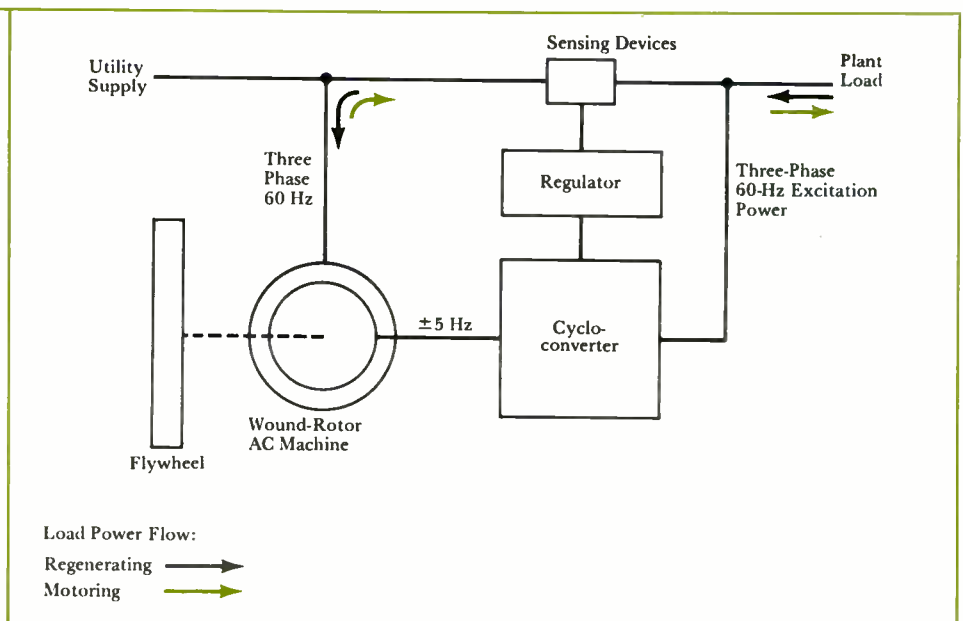 Sensing Devices
Utility
Supply
Plant
Load
Three
Phase
60 Hz
Regulator
Three-Phase
60-Hz Excitation
Power
±5 Hz
Cyclo-
converter
Wound-Rotor
AC Machine
Flywheel
Load Power Flow:
Regenerating
Motoring